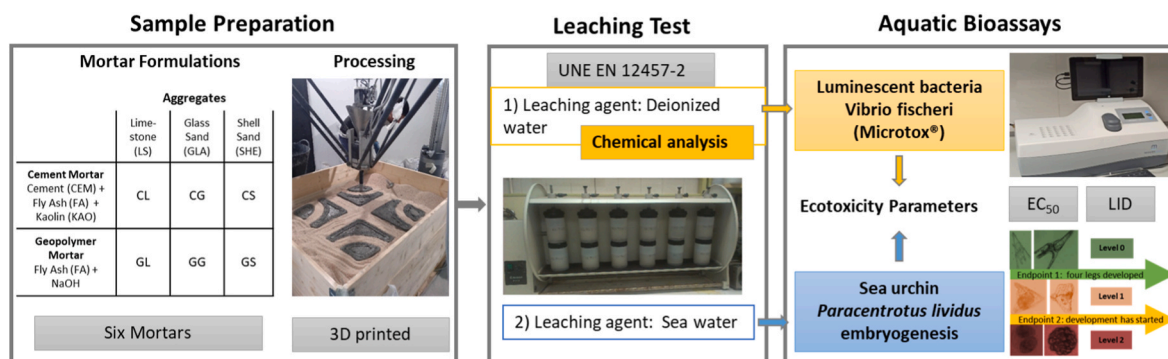 Sample Preparation
Mortar Formulations
Processing
Aggregates
Lime-
stone
(LS)
Glass
Sand
(GLA)
Shell
Sand
(SHE)
Cement Mortar
Cement (CEM) +
Fly Ash (FA) +
Kaolin (KAO)
CL
CG
CS
Geopolymer
Mortar
Fly Ash (FA) +
NaOH
GL
GG
GS
Six Mortars
3D printed
Leaching Test
UNE EN 12457-2
1) Leaching agent: Deionized
water
Chemical analysis
2) Leaching agent: Sea water
Aquatic Bioassays
Luminescent bacteria
Vibrio fischeri
(Microtox®)
Ecotoxicity Parameters
EC50
LID
Sea urchin
Paracentrotus lividus
embryogenesis
Level 0
Endpoint 1: four legs developed
Level 1
Endpoint 2: development has started
Level 2